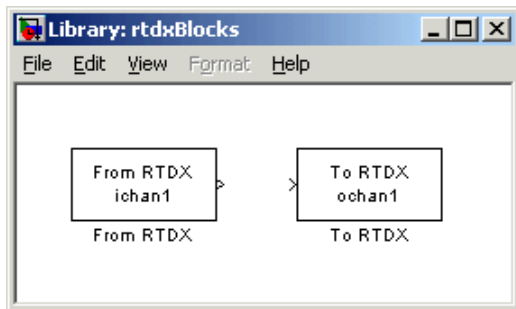 Library: rtdxBlocks
File Edit View Format Help
From RTDX
ichan1
From RTDX
To RTDX
ochan1
To RTDX